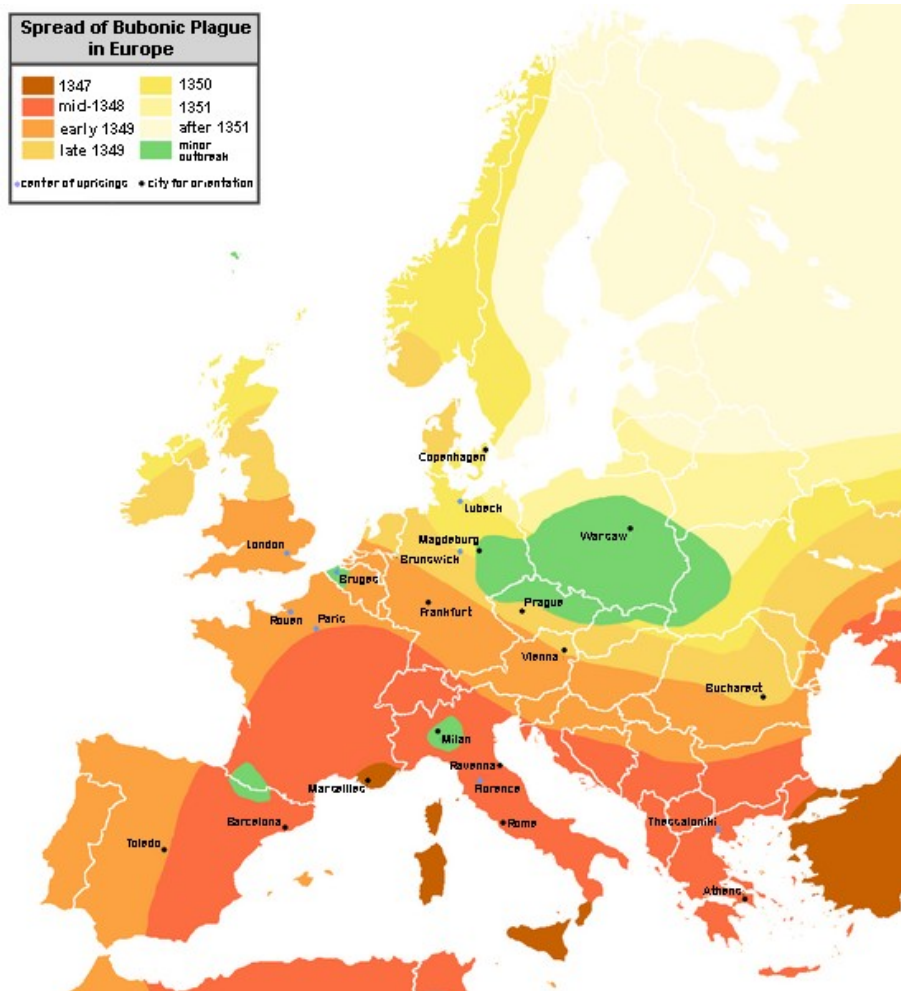 Spread of Bubonic Plague
in Europe
1347
mid-1348
early 1349
late 1349
1350
1351
after 1351
minor
outbreak
center of uprisings
city for orientation
Copenhagen
Lubeck
London
Magdeburg
Brunswick
Warsaw
Bruges
Frankfurt
Prague
Rouen
Paris
Vienna
Bucharest
Milan
Ravenna
Marseilles
Florence
Barcelona
Rome
Thessaloniki
Toledo
Athens